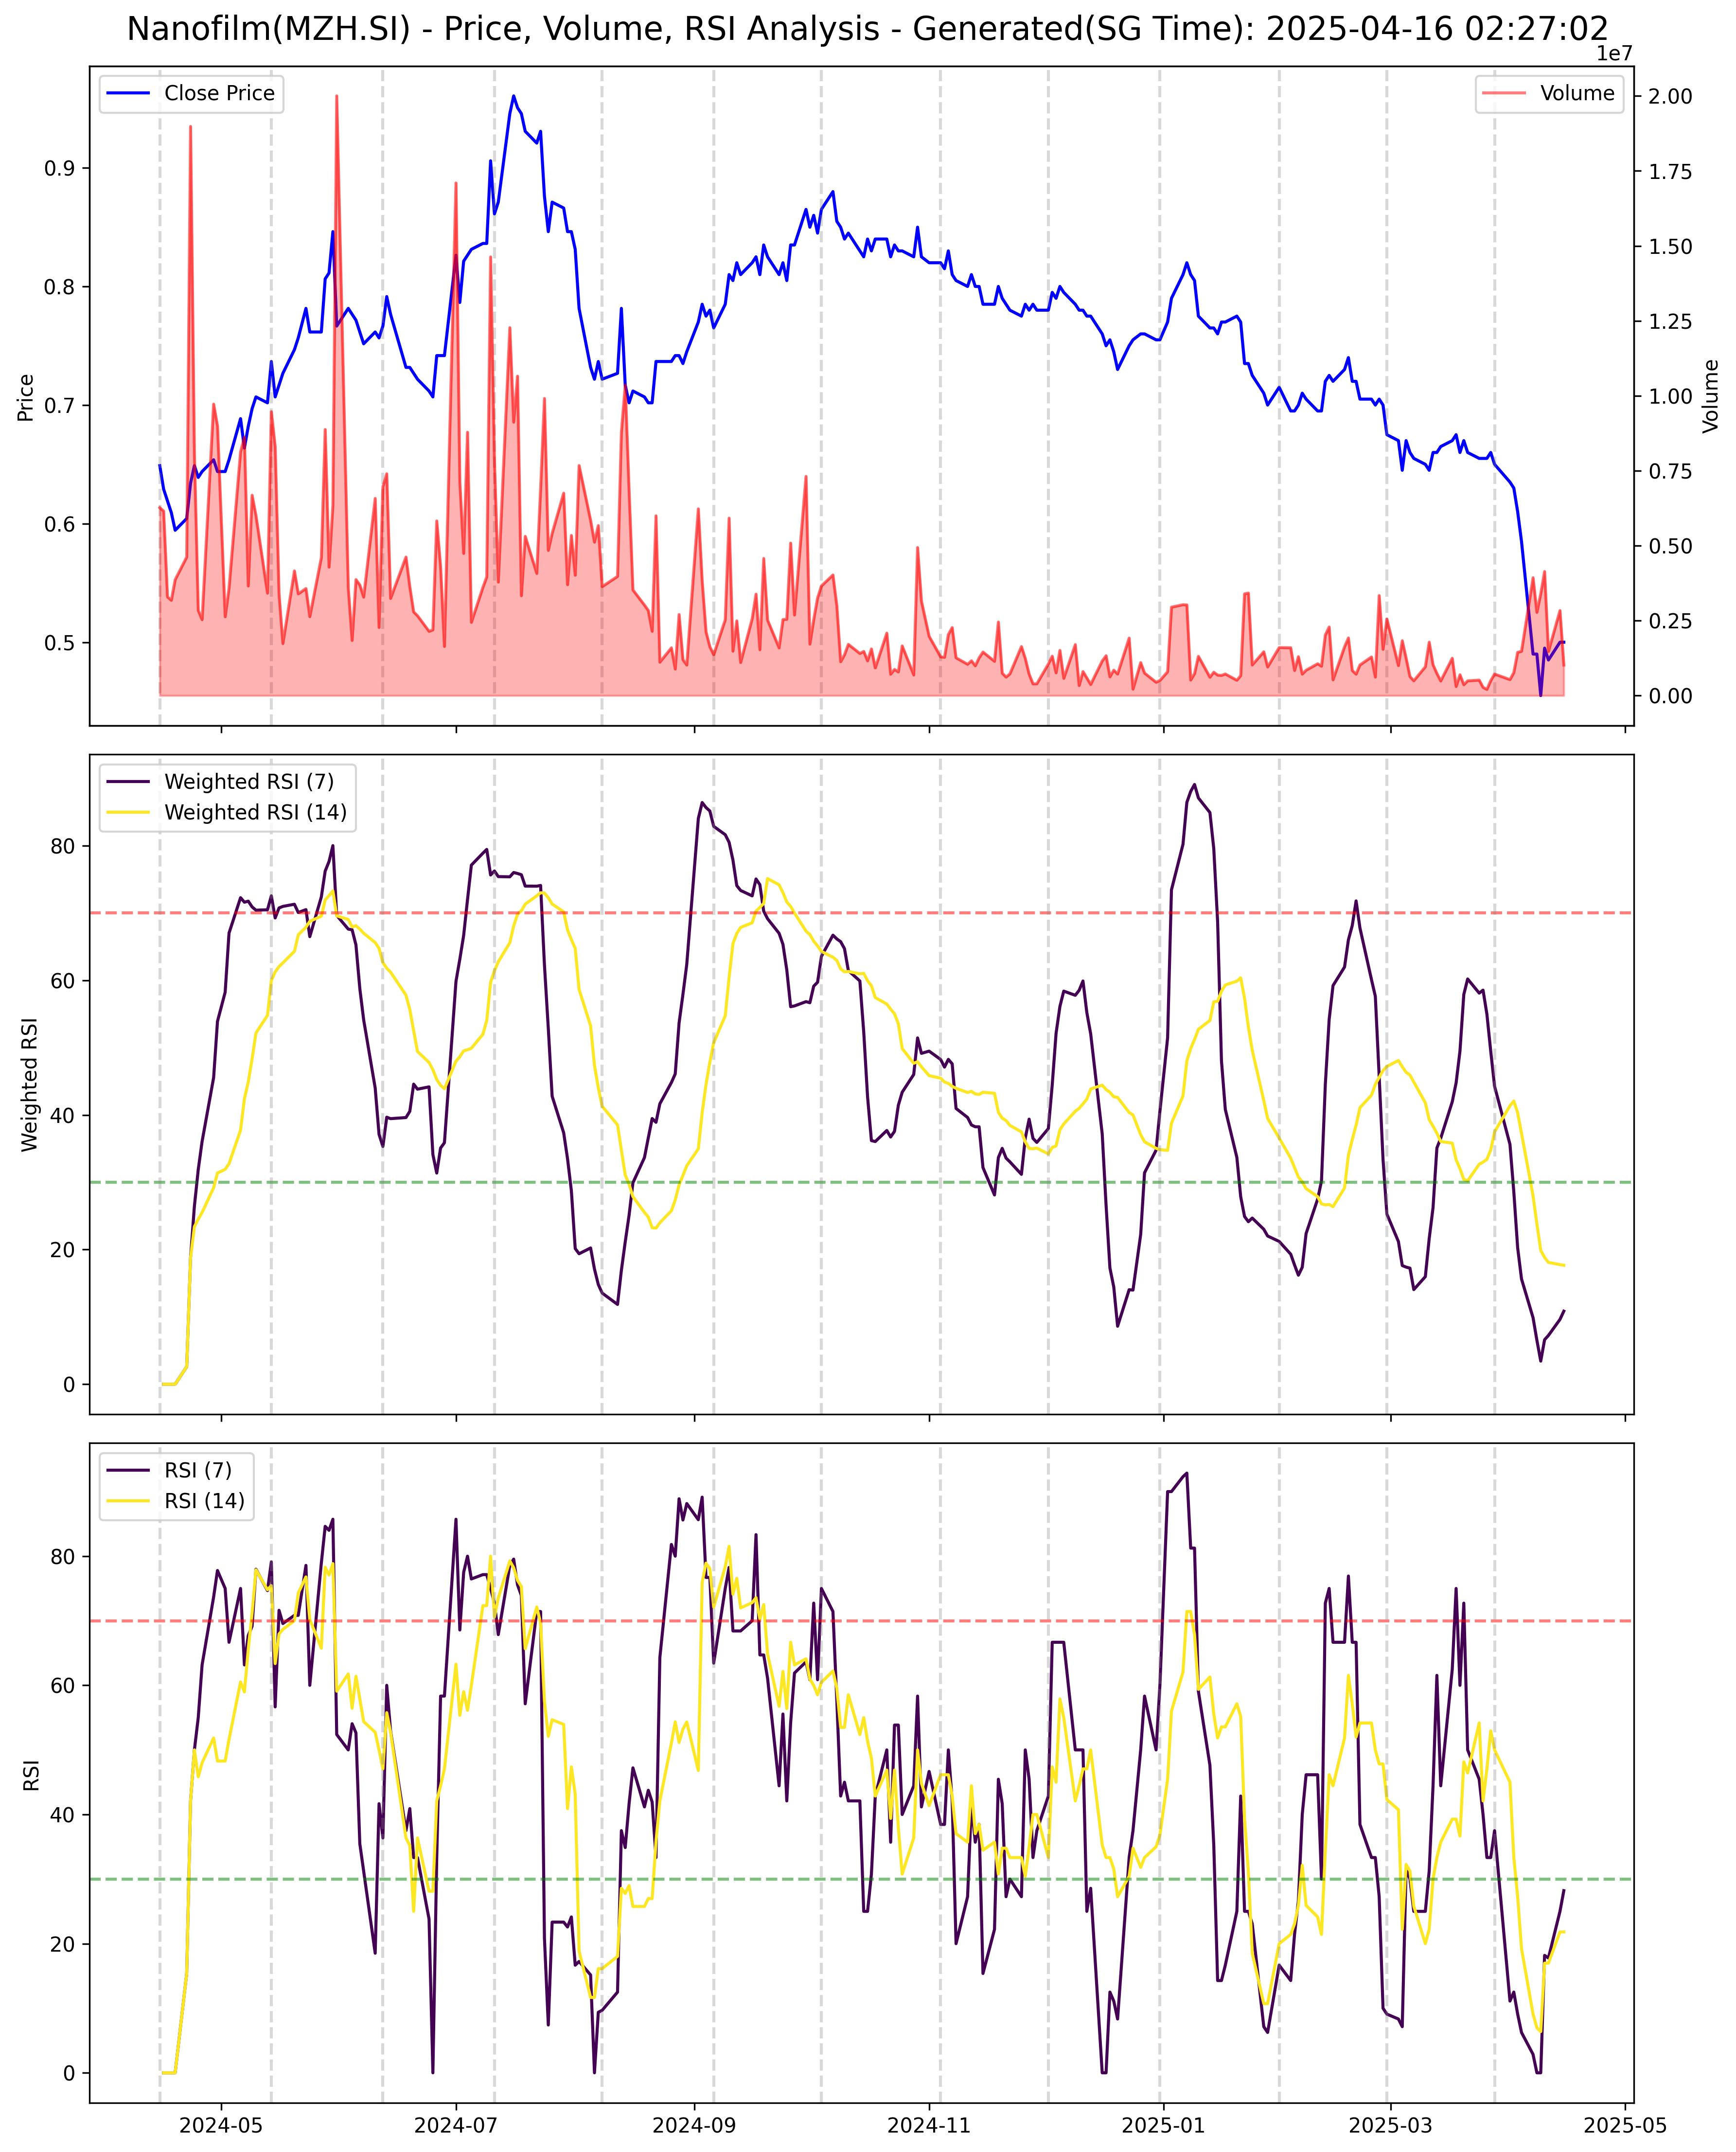 Nanofilm(MZH.SI) - Price, Volume, RSI Analysis - Generated(SG Time): 2025-04-16 02:27:02
1e7
Close Price
Volume
2.00
1.75
1.50
1.25
1.00
0.75
0.50
0.25
0.00
0.9
0.8
0.7
0.6
0.5
Price
Volume
Weighted RSI (7)
Weighted RSI (14)
80
60
40
20
0
Weighted RSI
RSI (7)
RSI (14)
80
60
40
20
0
RSI
2024-05
2024-07
2024-09
2024-11
2025-01
2025-03
2025-05